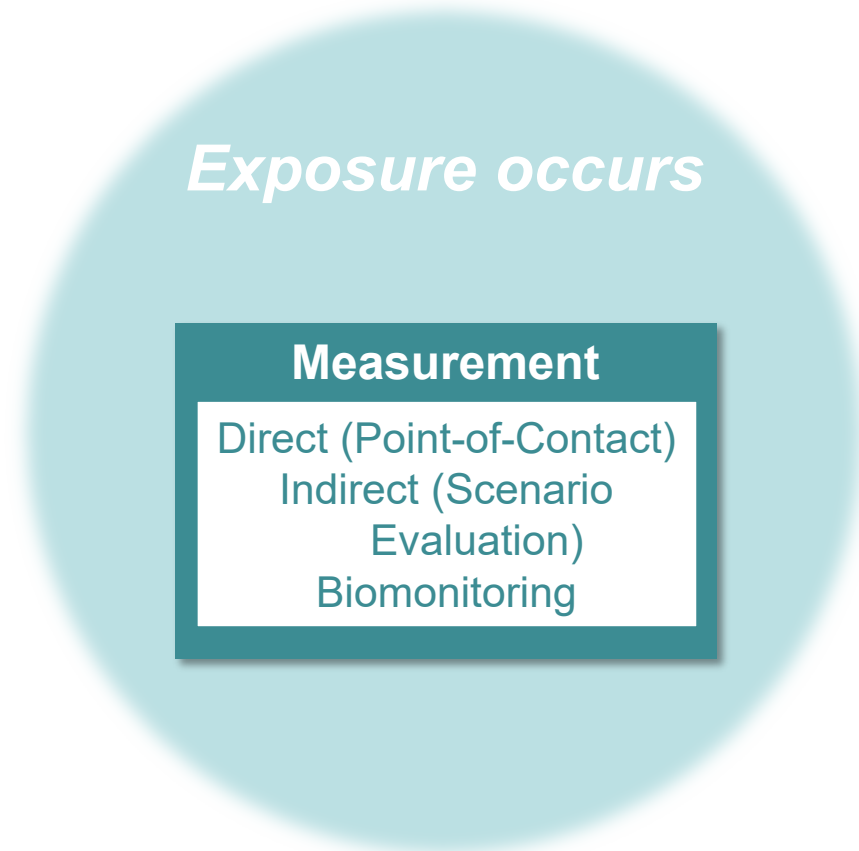 Exposure occurs
Measurement
Direct (Point-of-Contact)
Indirect (Scenario
Evaluation)
Biomonitoring